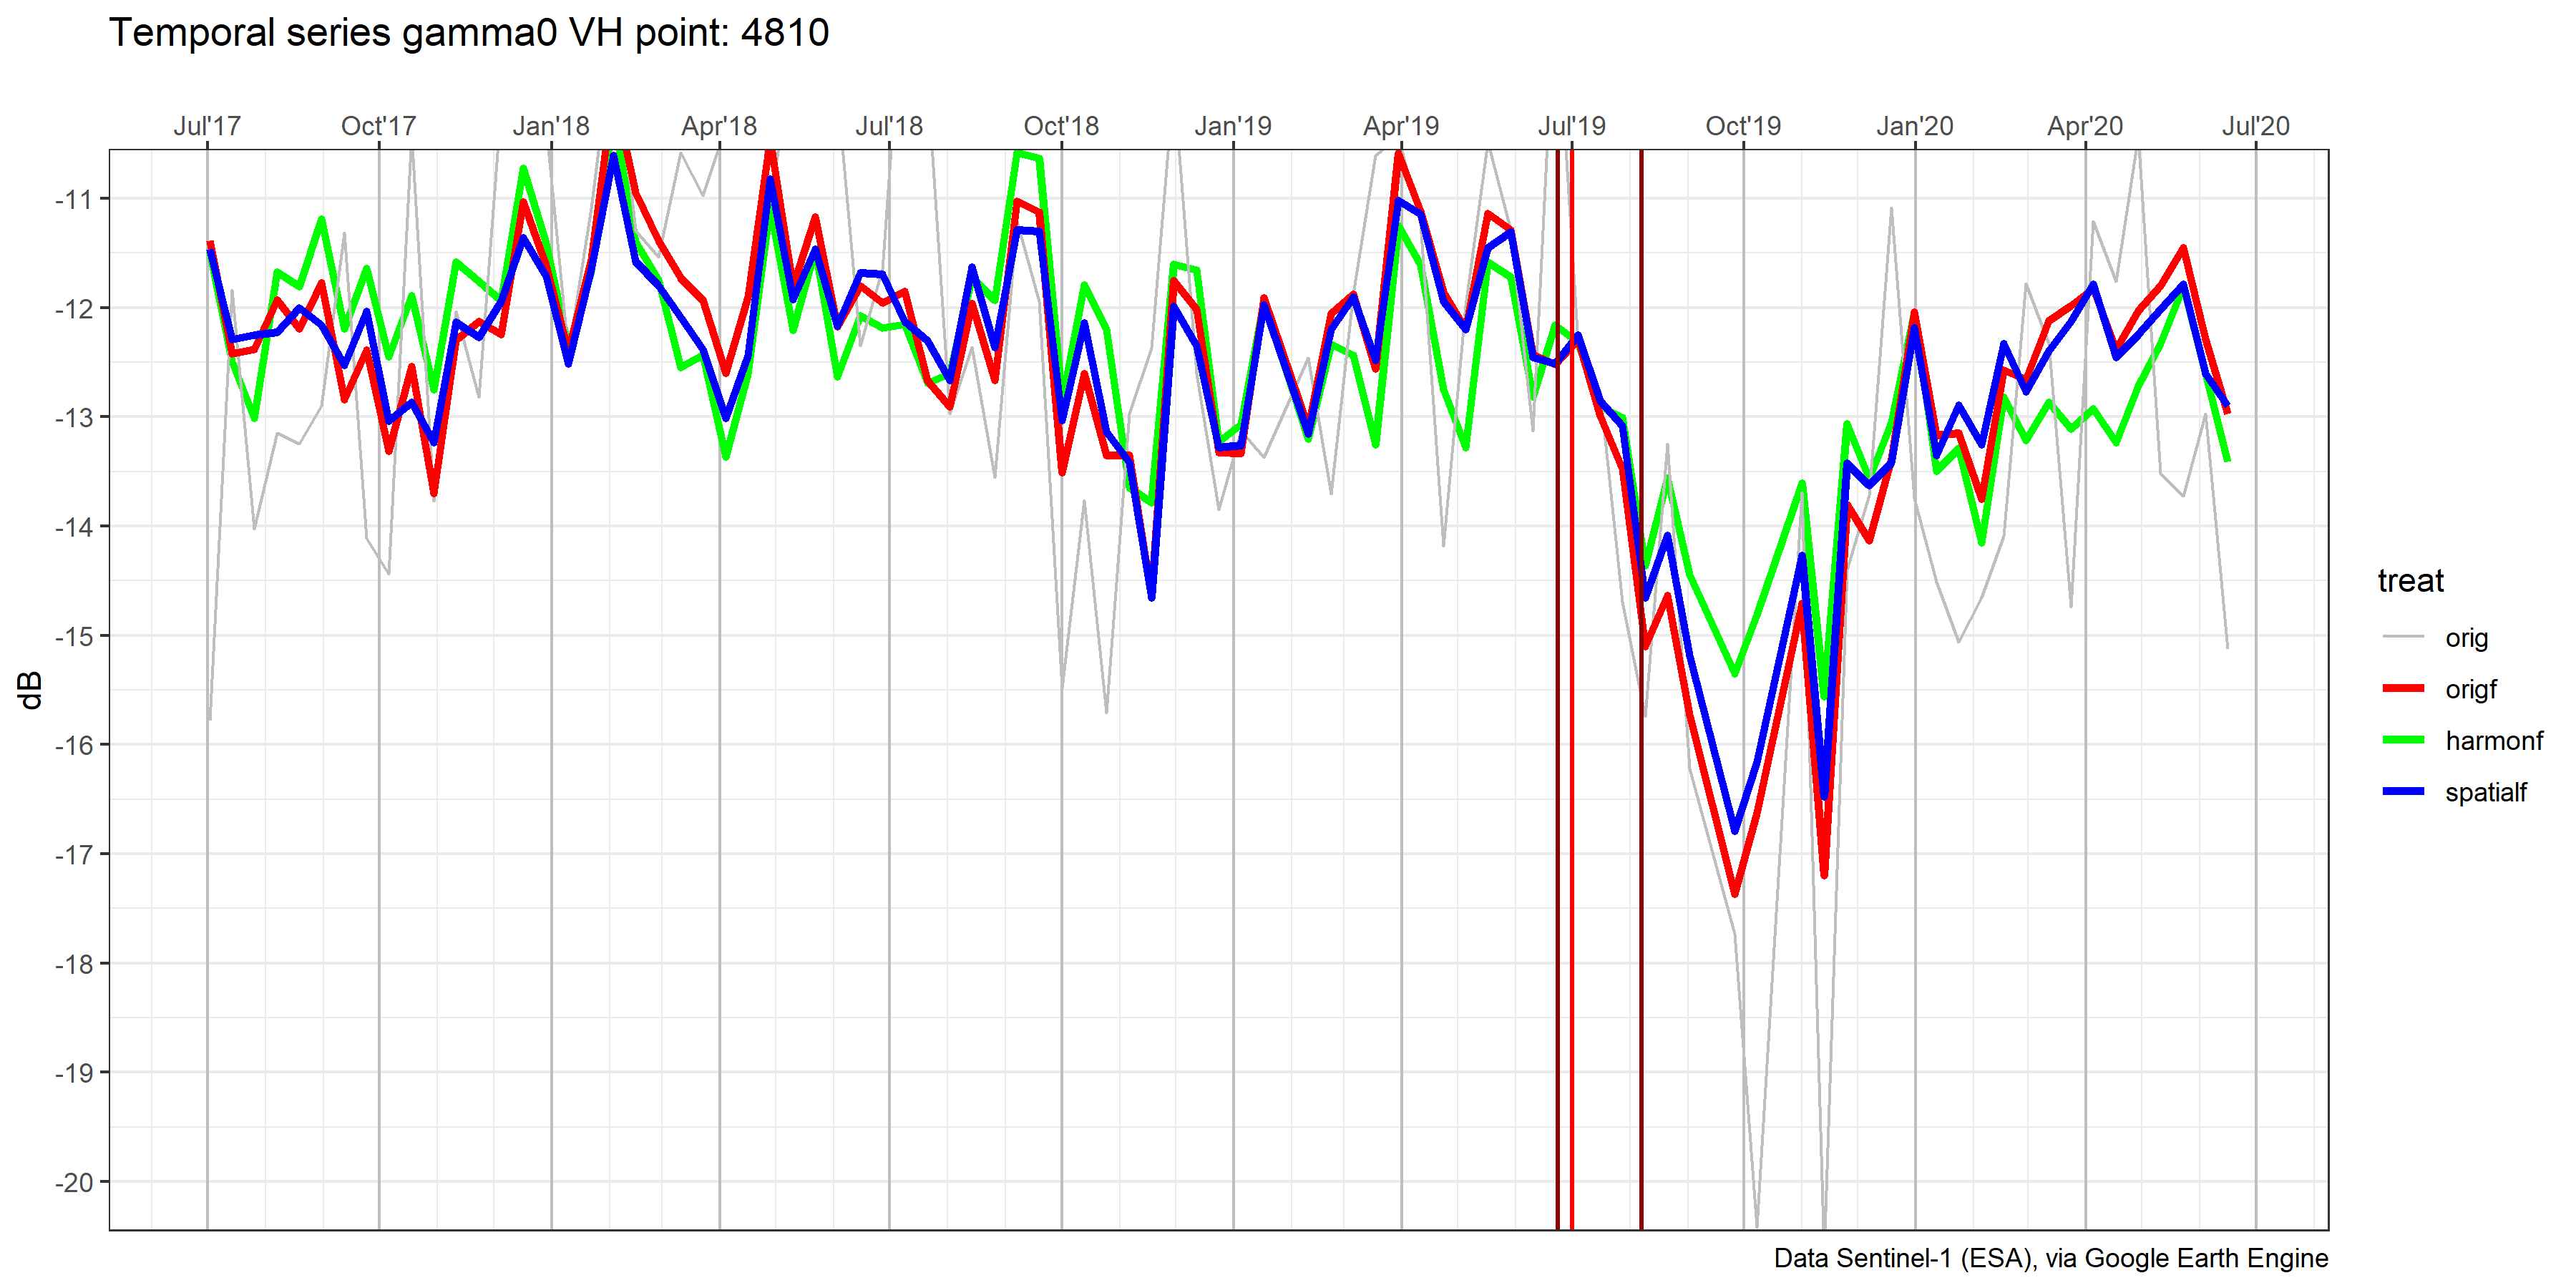 Temporal series gamma0 VH point: 4810
Jul'17 Oct'17 Jan'18 Apr'18 Jul'18 Oct'18 Jan'19 Apr'19 Jul'19 Oct'19 Jan'20 Apr'20 Jul'20
-11
-12
-13
-14
-15
-16
-17
-18
-19
-20
dB
treat
orig
origf
harmonf
spatialf
Data Sentinel-1 (ESA), via Google Earth Engine